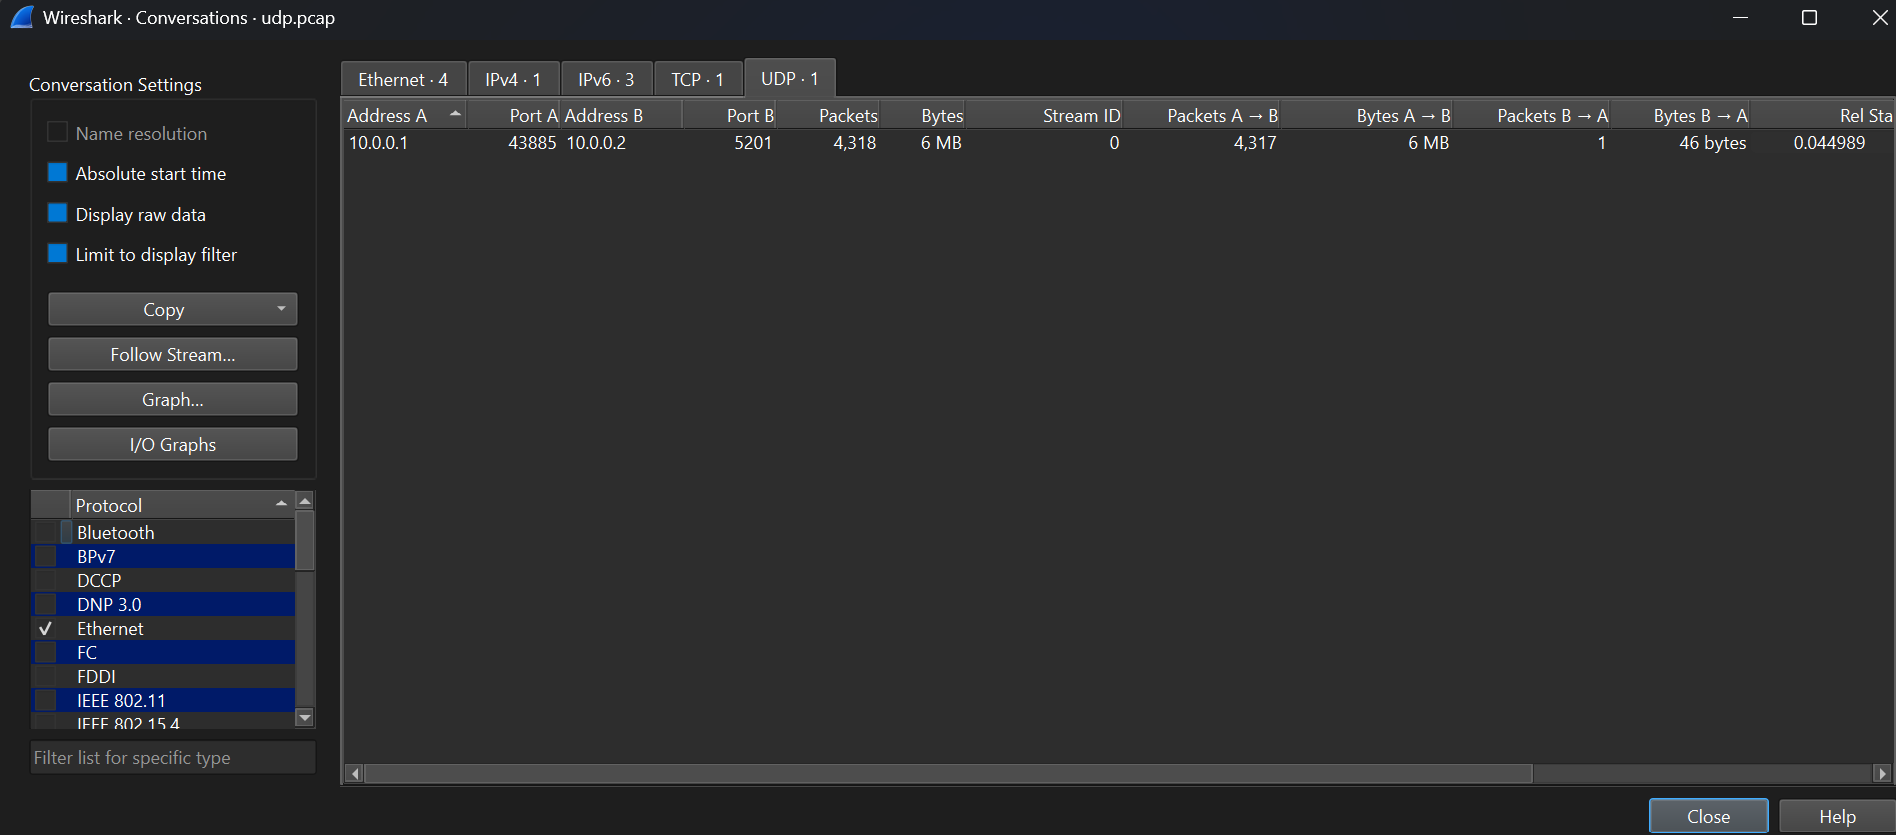 Wireshark · Conversations · udp.pcap
Conversation Settings
Name resolution
Absolute start time
Display raw data
Limit to display filter
Copy
Follow Stream...
Graph...
I/O Graphs
Protocol
Bluetooth
BPv7
DCCP
DNP 3.0
Ethernet
FC
FDDI
IEEE 802.11
IEEE 802.15.4
Filter list for specific type
Ethernet · 4 IPv4 · 1 IPv6 · 3 TCP · 1 UDP · 1
Address A Port A Address B Port B Packets Bytes Stream ID Packets A → B Bytes A → B Packets B → A Bytes B → A Rel Sta
10.0.0.1 43885 10.0.0.2 5201 4,318 6 MB 0 4,317 6 MB 1 46 bytes 0.044989
Close Help